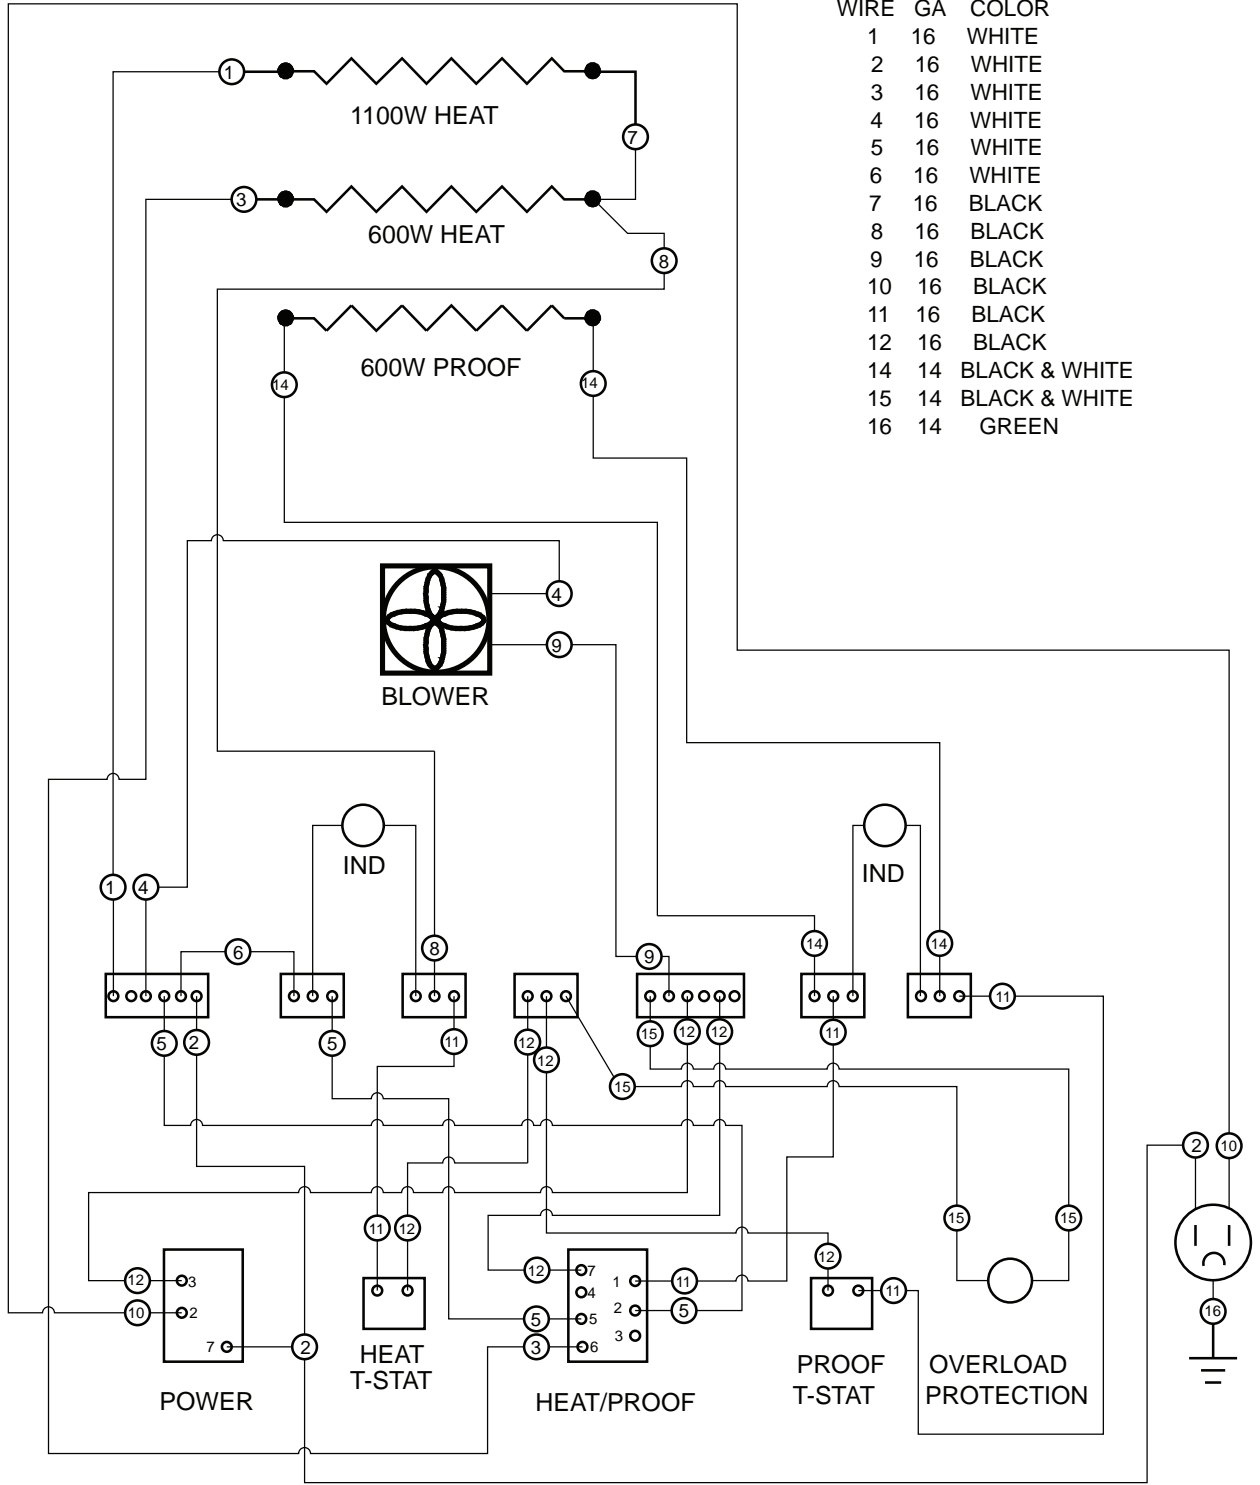 WIRE GA COLOR
1 16 WHITE
2 16 WHITE
3 16 WHITE
4 16 WHITE
5 16 WHITE
6 16 WHITE
7 16 BLACK
8 16 BLACK
9 16 BLACK
10 16 BLACK
11 16 BLACK
12 16 BLACK
14 14 BLACK & WHITE
15 14 BLACK & WHITE
16 14 GREEN
1
1100W HEAT
7
3
600W HEAT
8
600W PROOF
14 14
4
9
BLOWER
IND
IND
1 4
6
8
9
14
14
11
5 2
5
11
12
12
15
12
12
15
11
2 10
11 12
15
15
12
12 3
10 2
7 2
POWER
HEAT
T-STAT
12 7
4
5 5
3 6
1 11
2 5
3
HEAT/PROOF
11
PROOF
T-STAT
OVERLOAD
PROTECTION
16